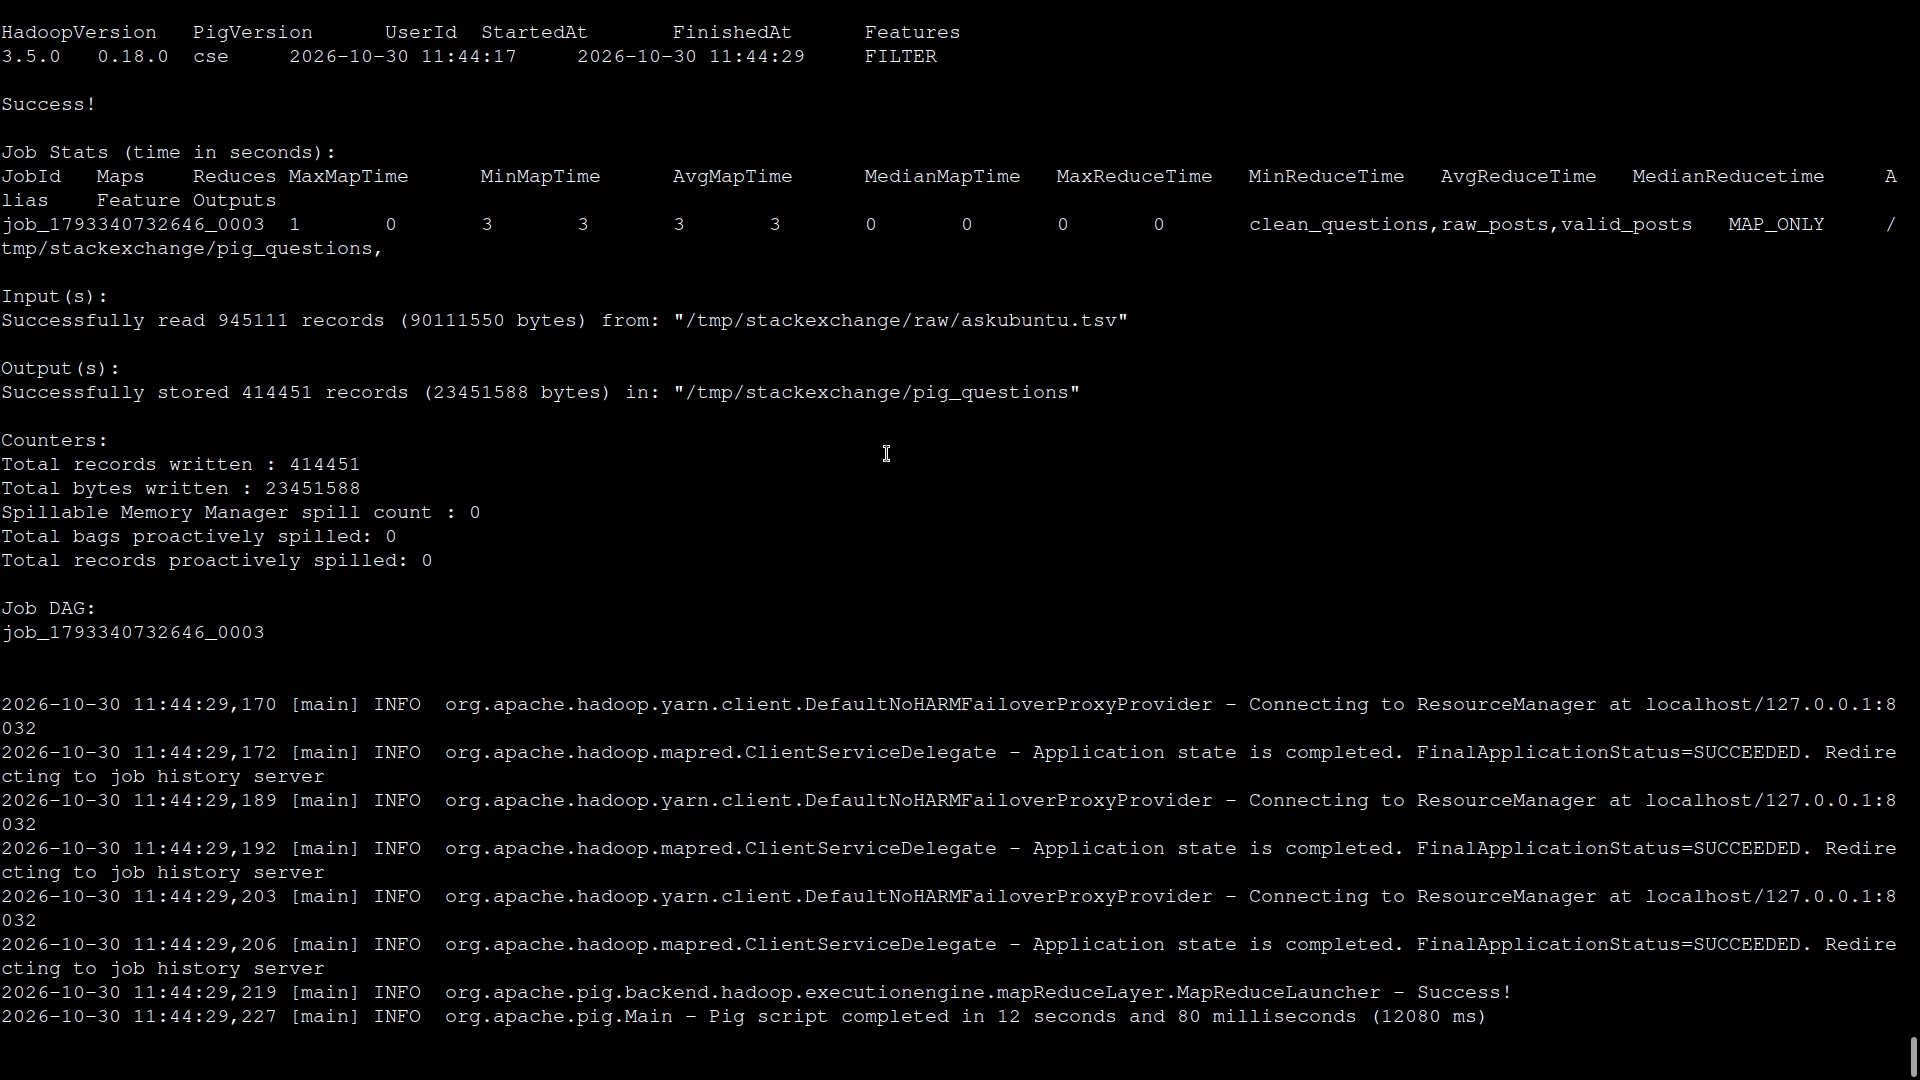 HadoopVersion   PigVersion      UserId  StartedAt       FinishedAt      Features
3.5.0   0.18.0  cse     2026-10-30 11:44:17     2026-10-30 11:44:29     FILTER
Success!
Job Stats (time in seconds):
JobId   Maps    Reduces MaxMapTime      MinMapTime      AvgMapTime      MedianMapTime   MaxReduceTime   MinReduceTime   AvgReduceTime   MedianReducetime     A
lias    Feature Outputs
job_1793340732646_0003  1       0       3       3       3       3       0       0       0       0       clean_questions,raw_posts,valid_posts   MAP_ONLY     /
tmp/stackexchange/pig_questions,
Input(s):
Successfully read 945111 records (90111550 bytes) from: "/tmp/stackexchange/raw/askubuntu.tsv"
Output(s):
Successfully stored 414451 records (23451588 bytes) in: "/tmp/stackexchange/pig_questions"
Counters:
Total records written : 414451
Total bytes written : 23451588
Spillable Memory Manager spill count : 0
Total bags proactively spilled: 0
Total records proactively spilled: 0
Job DAG:
job_1793340732646_0003
2026-10-30 11:44:29,170 [main] INFO  org.apache.hadoop.yarn.client.DefaultNoHARMFailoverProxyProvider - Connecting to ResourceManager at localhost/127.0.0.1:8
032
2026-10-30 11:44:29,172 [main] INFO  org.apache.hadoop.mapred.ClientServiceDelegate - Application state is completed. FinalApplicationStatus=SUCCEEDED. Redire
cting to job history server
2026-10-30 11:44:29,189 [main] INFO  org.apache.hadoop.yarn.client.DefaultNoHARMFailoverProxyProvider - Connecting to ResourceManager at localhost/127.0.0.1:8
032
2026-10-30 11:44:29,192 [main] INFO  org.apache.hadoop.mapred.ClientServiceDelegate - Application state is completed. FinalApplicationStatus=SUCCEEDED. Redire
cting to job history server
2026-10-30 11:44:29,203 [main] INFO  org.apache.hadoop.yarn.client.DefaultNoHARMFailoverProxyProvider - Connecting to ResourceManager at localhost/127.0.0.1:8
032
2026-10-30 11:44:29,206 [main] INFO  org.apache.hadoop.mapred.ClientServiceDelegate - Application state is completed. FinalApplicationStatus=SUCCEEDED. Redire
cting to job history server
2026-10-30 11:44:29,219 [main] INFO  org.apache.pig.backend.hadoop.executionengine.mapReduceLayer.MapReduceLauncher - Success!
2026-10-30 11:44:29,227 [main] INFO  org.apache.pig.Main - Pig script completed in 12 seconds and 80 milliseconds (12080 ms)